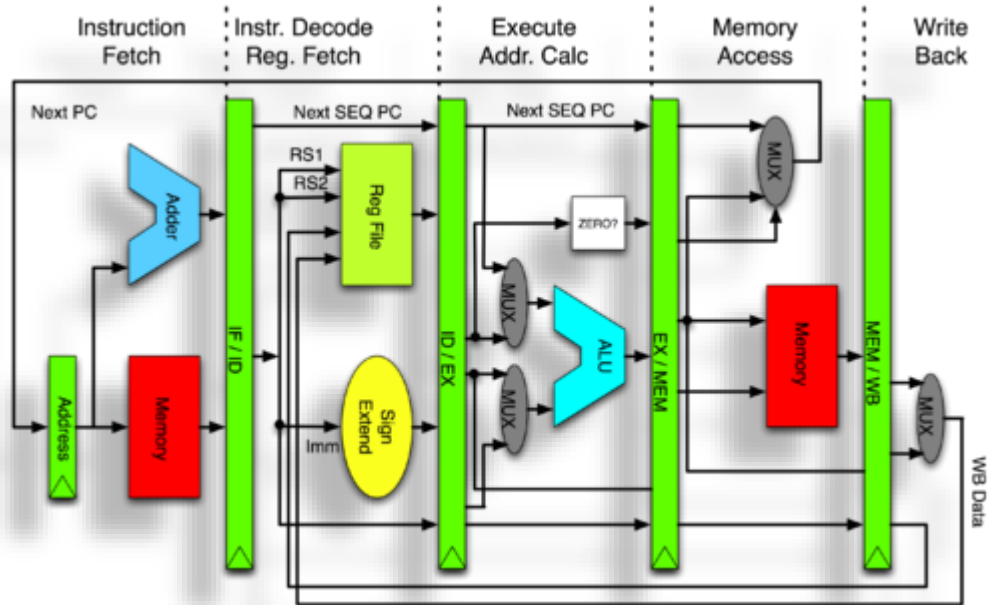 Instruction
Fetch
Instr. Decode
Reg. Fetch
Execute
Addr. Calc
Memory
Access
Write
Back
Next PC
Next SEQ PC
Next SEQ PC
RS1
RS2
Adder
Reg File
ZERO?
MUX
MUX
MUX
MUX
ALU
IF / ID
ID / EX
EX / MEM
MEM / WB
Address
Memory
Memory
Sign
Extend
Imm
WB Data